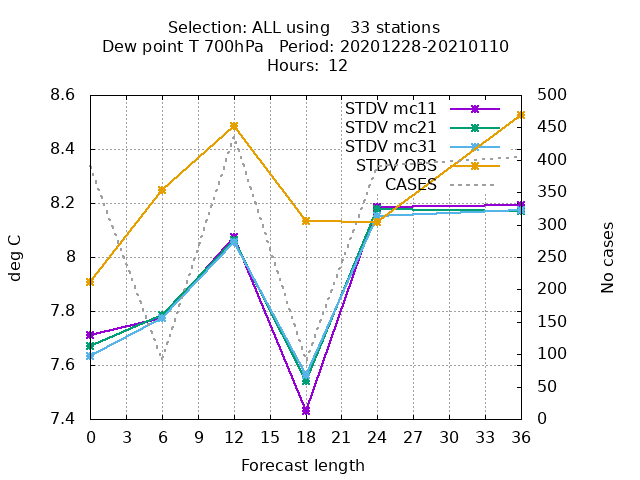 Selection: ALL using    33 stations
Dew point T 700hPa   Period: 20201228-20210110
Hours:  12
8.6
8.4
8.2
8
7.8
7.6
7.4
deg C
STDV mc11
STDV mc21
STDV mc31
STDV OBS
CASES
500
450
400
350
300
250
200
150
100
50
0
No cases
0 3 6 9 12 15 18 21 24 27 30 33 36
Forecast length